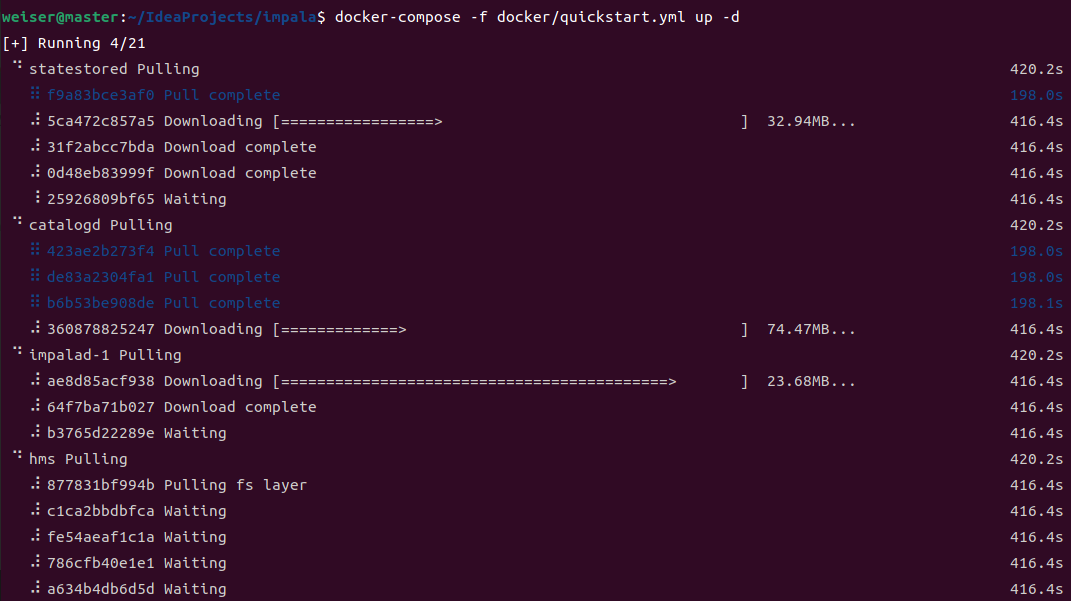 weiser@master:~/IdeaProjects/impala$ docker-compose -f docker/quickstart.yml up -d
[+] Running 4/21
⠙ statestored Pulling 420.2s
⠿ f9a83bce3af0 Pull complete 198.0s
⠼ 5ca472c857a5 Downloading [=================> ] 32.94MB... 416.4s
⠼ 31f2abcc7bda Download complete 416.4s
⠼ 0d48eb83999f Download complete 416.4s
⠸ 25926809bf65 Waiting 416.4s
⠙ catalogd Pulling 420.2s
⠿ 423ae2b273f4 Pull complete 198.0s
⠿ de83a2304fa1 Pull complete 198.0s
⠿ b6b53be908de Pull complete 198.1s
⠼ 360878825247 Downloading [=============> ] 74.47MB... 416.4s
⠙ impalad-1 Pulling 420.2s
⠼ ae8d85acf938 Downloading [===========================================> ] 23.68MB... 416.4s
⠼ 64f7ba71b027 Download complete 416.4s
⠼ b3765d22289e Waiting 416.4s
⠙ hms Pulling 420.2s
⠼ 877831bf994b Pulling fs layer 416.4s
⠼ c1ca2bbdbfca Waiting 416.4s
⠼ fe54aeaf1c1a Waiting 416.4s
⠼ 786cfb40e1e1 Waiting 416.4s
⠼ a634b4db6d5d Waiting 416.4s